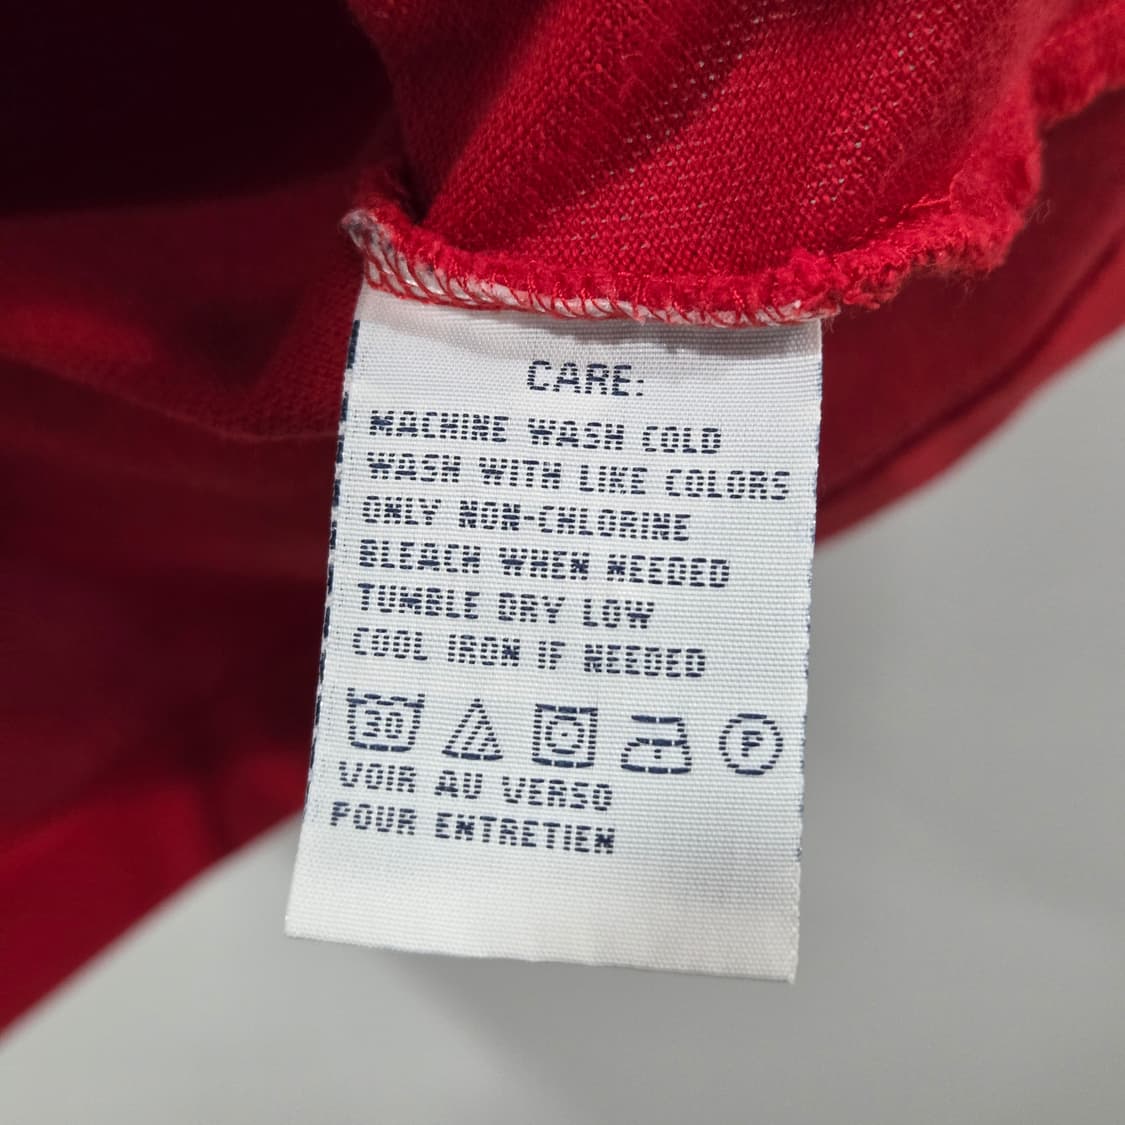 CARE:
MACHINE WASH COLD
WASH WITH LIKE COLORS
ONLY NON-CHLORINE
BLEACH WHEN NEEDED
TUMBLE DRY LOW
COOL IRON IF NEEDED
30 P
VOIR AU VERSO
POUR ENTRETIEN